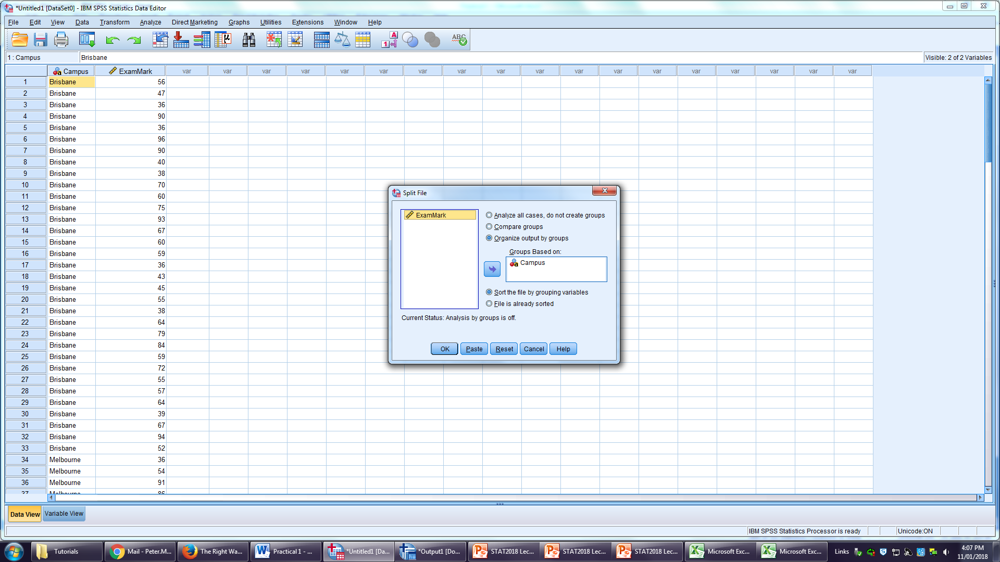 *Untitled1 [DataSet0] - IBM SPSS Statistics Data Editor
File Edit View Data Transform Analyze Direct Marketing Graphs Utilities Extensions Window Help
1 : Campus Brisbane Visible: 2 of 2 Variables
Campus ExamMark var var var var var var var var var var var var var var var var var var
1 Brisbane 56
2 Brisbane 47
3 Brisbane 36
4 Brisbane 90
5 Brisbane 36
6 Brisbane 96
7 Brisbane 90
8 Brisbane 40
9 Brisbane 38
10 Brisbane 70
11 Brisbane 60
12 Brisbane 75
13 Brisbane 93
14 Brisbane 67
15 Brisbane 60
16 Brisbane 59
17 Brisbane 36
18 Brisbane 43
19 Brisbane 45
20 Brisbane 55
21 Brisbane 38
22 Brisbane 64
23 Brisbane 79
24 Brisbane 84
25 Brisbane 59
26 Brisbane 72
27 Brisbane 55
28 Brisbane 57
29 Brisbane 64
30 Brisbane 39
31 Brisbane 67
32 Brisbane 94
33 Brisbane 52
34 Melbourne 36
35 Melbourne 54
36 Melbourne 91
37 Melbourne 86
Split File
ExamMark
Analyze all cases, do not create groups
Compare groups
Organize output by groups
Groups Based on:
Campus
Sort the file by grouping variables
File is already sorted
Current Status: Analysis by groups is off.
OK Paste Reset Cancel Help
Data View Variable View
IBM SPSS Statistics Processor is ready Unicode:ON
Tutorials Mail - Peter.M... The Right Wa... Practical 1 - ... *Untitled1 [Da... *Output1 [Do... STAT2018 Lec... STAT2018 Lec... STAT2018 Lec... Microsoft Exc... Microsoft Exc... Links 4:07 PM
11/01/2018